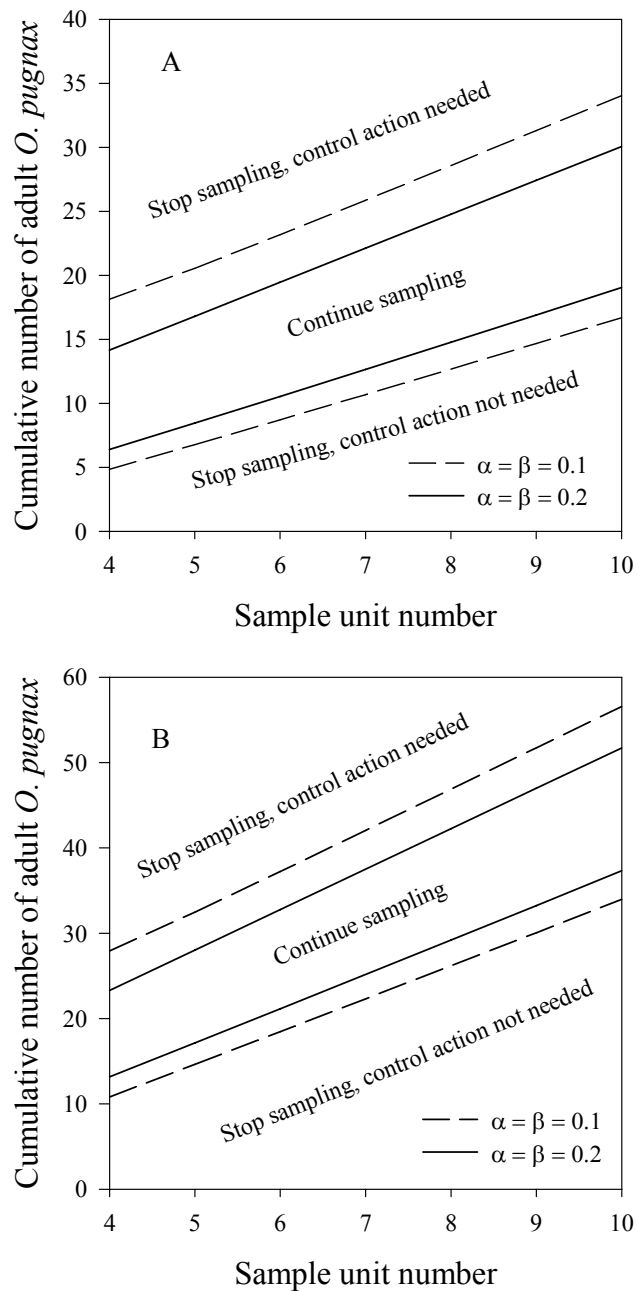 A
40
35
30
25
20
15
10
5
0
Cumulative number of adult O. pugnax
Stop sampling, control action needed
Continue sampling
Stop sampling, control action not needed
α = β = 0.1
α = β = 0.2
4 5 6 7 8 9 10
Sample unit number
B
60
50
40
30
20
10
0
Cumulative number of adult O. pugnax
Stop sampling, control action needed
Continue sampling
Stop sampling, control action not needed
α = β = 0.1
α = β = 0.2
4 5 6 7 8 9 10
Sample unit number